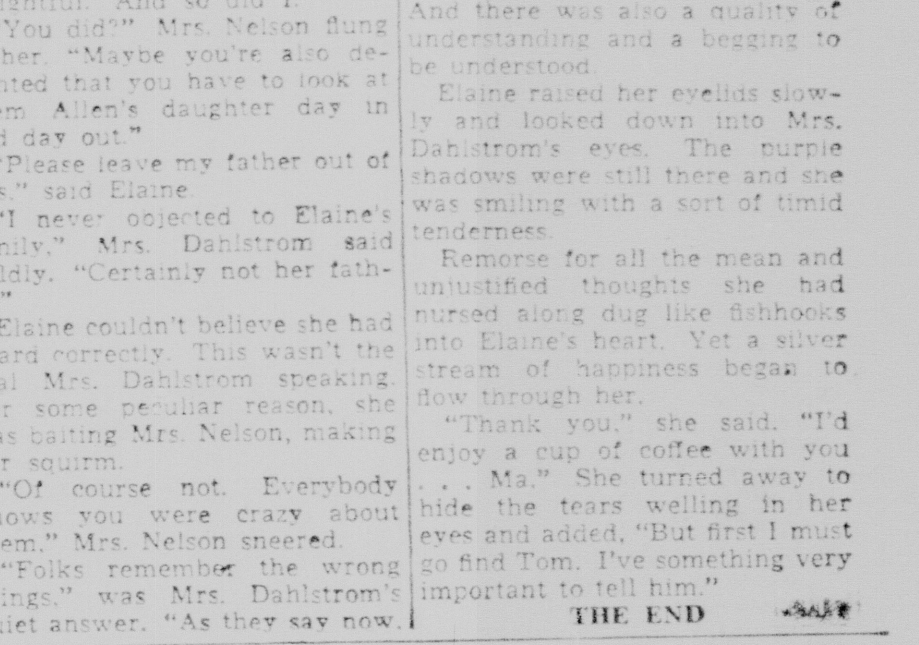 "You did?" Mrs. Nelson flung
her. "Maybe you're also de-
nted that you have to look at
em Allen's daughter day in
d day out."
"Please leave my father out of
s," said Elaine.
"I never objected to Elaine's
mily," Mrs. Dahlstrom said
ldly. "Certainly not her fath-
"
Elaine couldn't believe she had
ard correctly. This wasn't the
al Mrs. Dahlstrom speaking.
r some peculiar reason, she
as baiting Mrs. Nelson, making
r squirm.
"Of course not. Everybody
ows you were crazy about
em," Mrs. Nelson sneered.
"Folks remember the wrong
ings," was Mrs. Dahlstrom's
uiet answer. "As they say now,
And there was also a quality of
understanding and a begging to
be understood.
Elaine raised her eyelids slow-
ly and looked down into Mrs.
Dahlstrom's eyes. The purple
shadows were still there and she
was smiling with a sort of timid
tenderness.
Remorse for all the mean and
unjustified thoughts she had
nursed along dug like fishhooks
into Elaine's heart. Yet a silver
stream of happiness began to
flow through her.
"Thank you," she said. "I'd
enjoy a cup of coffee with you
. . . Ma." She turned away to
hide the tears welling in her
eyes and added, "But first I must
go find Tom. I've something very
important to tell him."
THE END